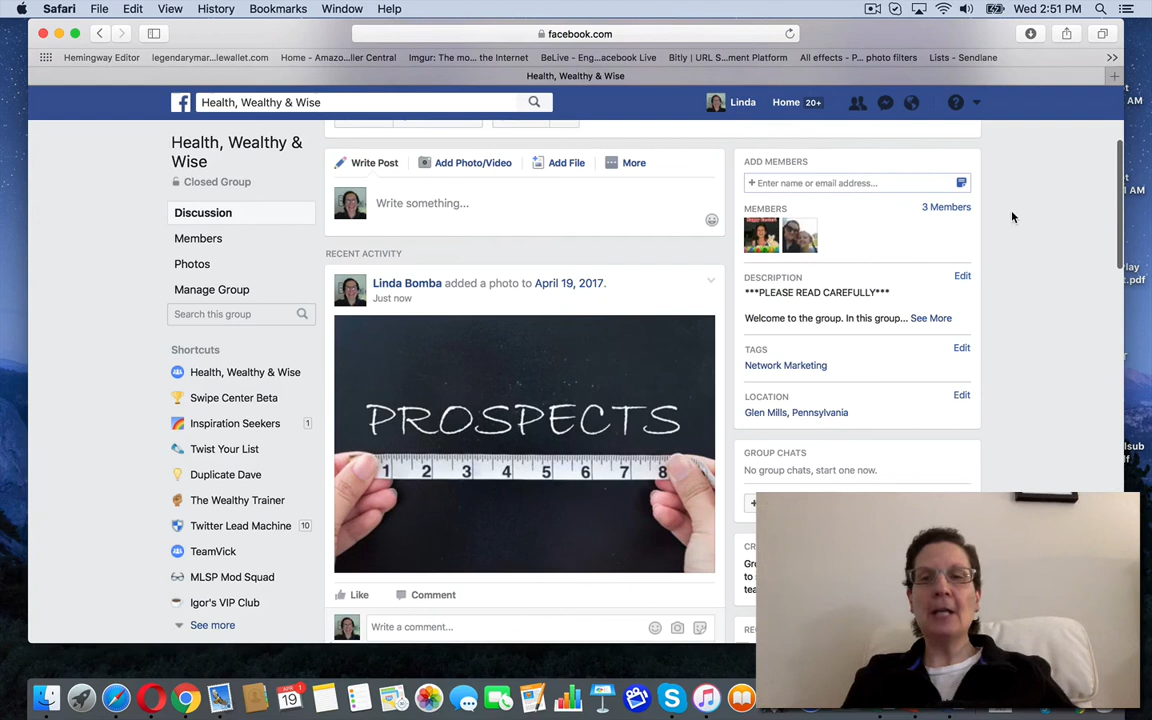 Safari File Edit View History Bookmarks Window Help Wed 2:51 PM
facebook.com
Hemingway Editor legendarymar...lewallet.com Home - Amazo...ller Central Imgur: The mo... the Internet BeLive - Eng...acebook Live Bitly | URL S...ment Platform All effects - P... photo filters Lists - Sendlane
Health, Wealthy & Wise
Health, Wealthy & Wise Linda Home 20+
Health, Wealthy &
Wise
Closed Group
Discussion
Members
Photos
Manage Group
Search this group
Shortcuts
Health, Wealthy & Wise
Swipe Center Beta
Inspiration Seekers 1
Twist Your List
Duplicate Dave
The Wealthy Trainer
Twitter Lead Machine 10
TeamVick
MLSP Mod Squad
Igor's VIP Club
See more
Write Post Add Photo/Video Add File More
Write something...
RECENT ACTIVITY
Linda Bomba added a photo to April 19, 2017.
Just now
PROSPECTS
1 2 3 4 5 6 7 8
Like Comment
Write a comment...
ADD MEMBERS
+ Enter name or email address...
MEMBERS 3 Members
DESCRIPTION Edit
***PLEASE READ CAREFULLY***
Welcome to the group. In this group... See More
TAGS Edit
Network Marketing
LOCATION Edit
Glen Mills, Pennsylvania
GROUP CHATS
No group chats, start one now.
APR
19